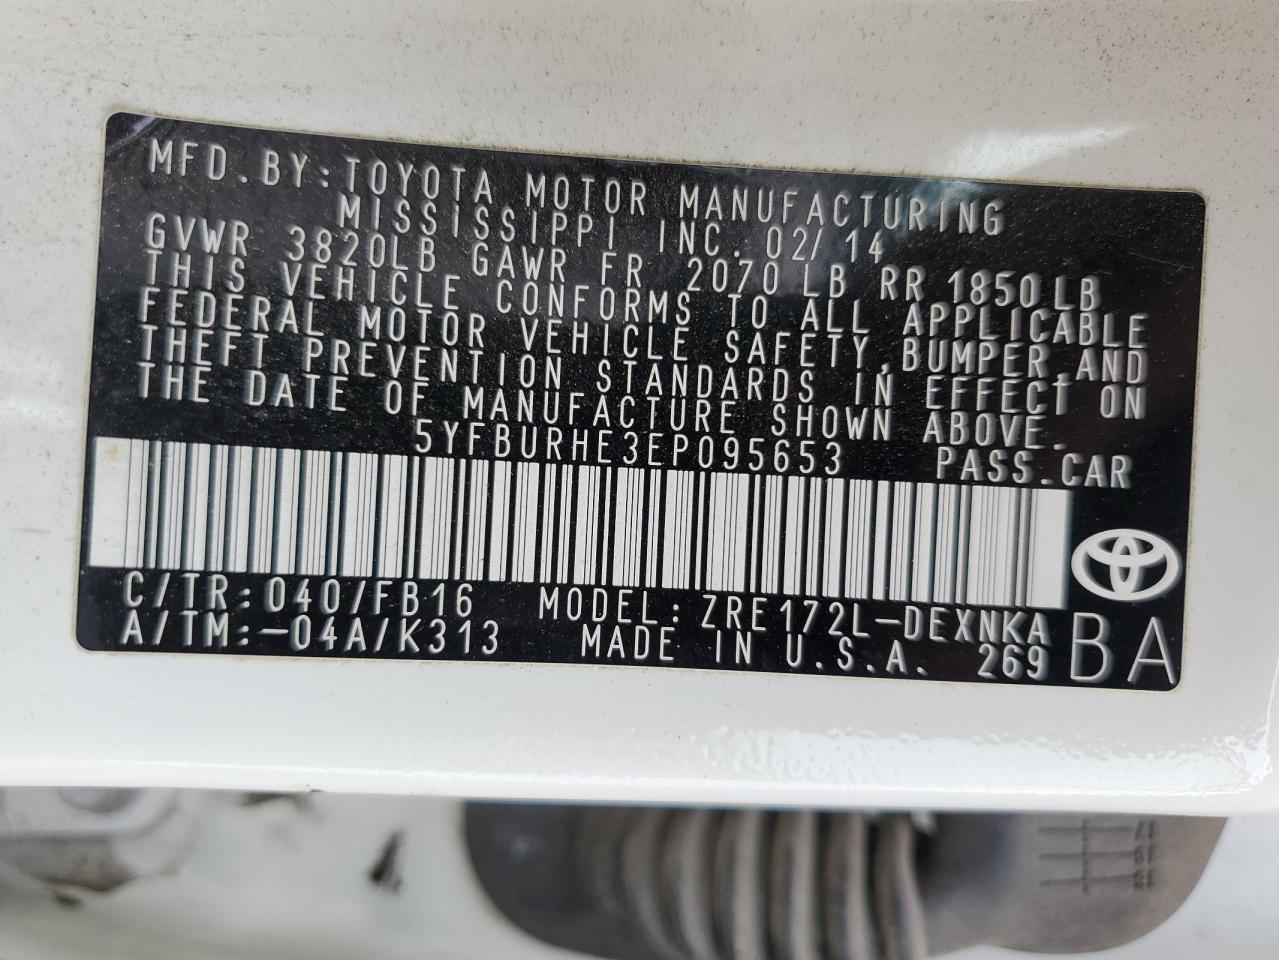 MFD.BY:TOYOTA MOTOR MANUFACTURING
MISSISSIPPI INC. 02/14
GVWR 3820LB GAWR FR 2070LB RR 1850LB
THIS VEHICLE CONFORMS TO ALL APPLICABLE
FEDERAL MOTOR VEHICLE SAFETY,BUMPER,AND
THEFT PREVENTION STANDARDS IN EFFECT ON
THE DATE OF MANUFACTURE SHOWN ABOVE.
5YFBURHE3EP095653 PASS.CAR
C/TR:040/FB16 MODEL:ZRE172L-DEXNKA
A/TM:-04A/K313 MADE IN U.S.A. 269 BA